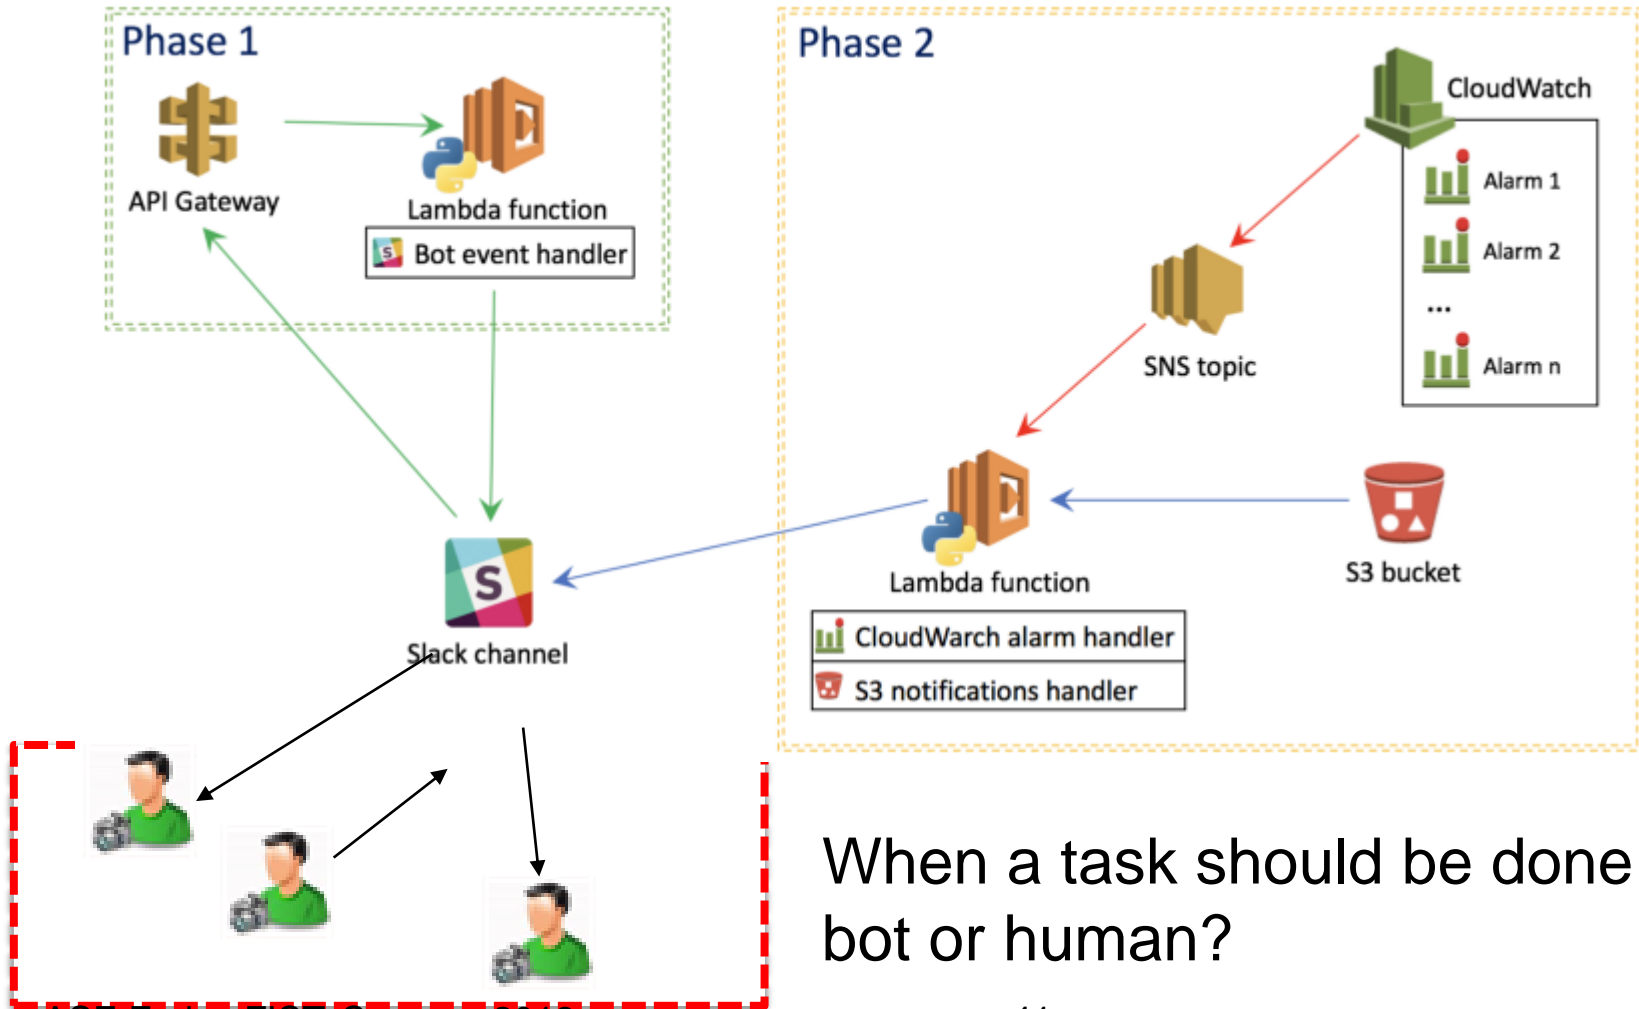 Phase 1
API Gateway
Lambda function
Bot event handler
Phase 2
CloudWatch
Alarm 1
Alarm 2
...
Alarm n
SNS topic
Lambda function
CloudWarch alarm handler
S3 notifications handler
S3 bucket
S
Slack channel
When a task should be done
bot or human?